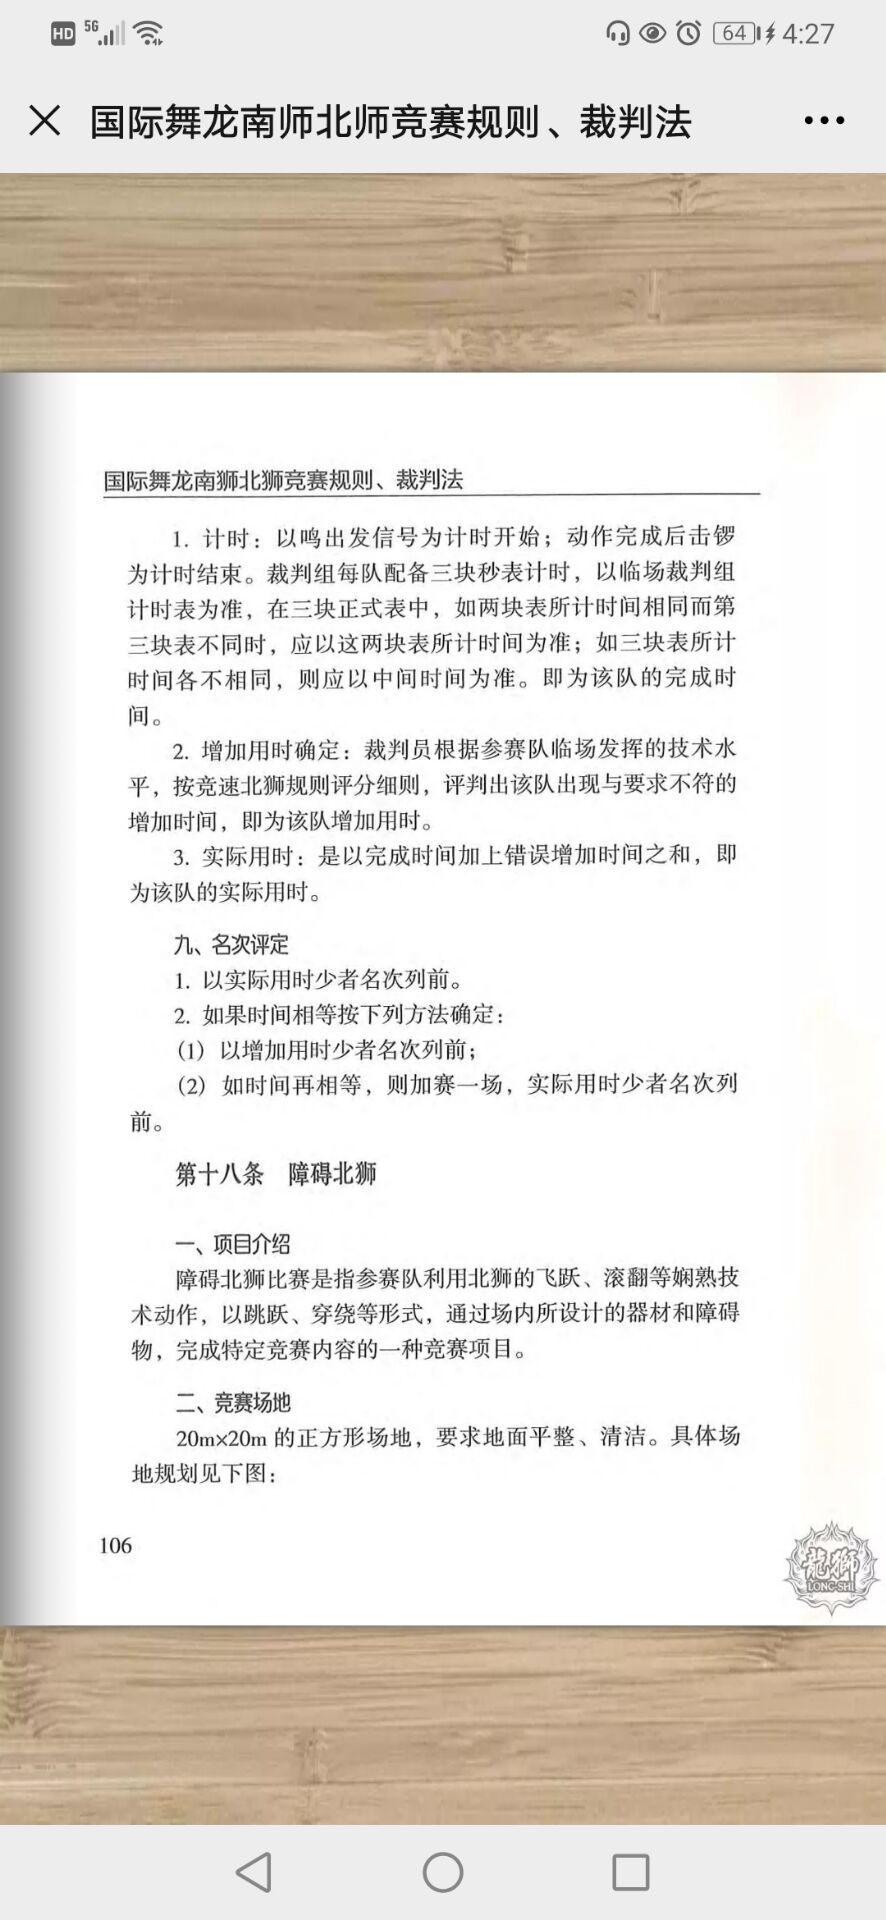 HD 5G 64 4:27
国际舞龙南师北师竞赛规则、裁判法
国际舞龙南狮北狮竞赛规则、裁判法
1. 计时：以鸣出发信号为计时开始；动作完成后击锣
为计时结束。裁判组每队配备三块秒表计时，以临场裁判组
计时表为准，在三块正式表中，如两块表所计时间相同而第
三块表不同时，应以这两块表所计时间为准；如三块表所计
时间各不相同，则应以中间时间为准。即为该队的完成时
间。
2. 增加用时确定：裁判员根据参赛队临场发挥的技术水
平，按竞速北狮规则评分细则，评判出该队出现与要求不符的
增加时间，即为该队增加用时。
3. 实际用时：是以完成时间加上错误增加时间之和，即
为该队的实际用时。
九、名次评定
1. 以实际用时少者名次列前。
2. 如果时间相等按下列方法确定：
（1）以增加用时少者名次列前；
（2）如时间再相等，则加赛一场，实际用时少者名次列
前。
第十八条 障碍北狮
一、项目介绍
障碍北狮比赛是指参赛队利用北狮的飞跃、滚翻等娴熟技
术动作，以跳跃、穿绕等形式，通过场内所设计的器材和障碍
物，完成特定竞赛内容的一种竞赛项目。
二、竞赛场地
20m×20m 的正方形场地，要求地面平整、清洁。具体场
地规划见下图：
106
龍獅
LONG-SHI